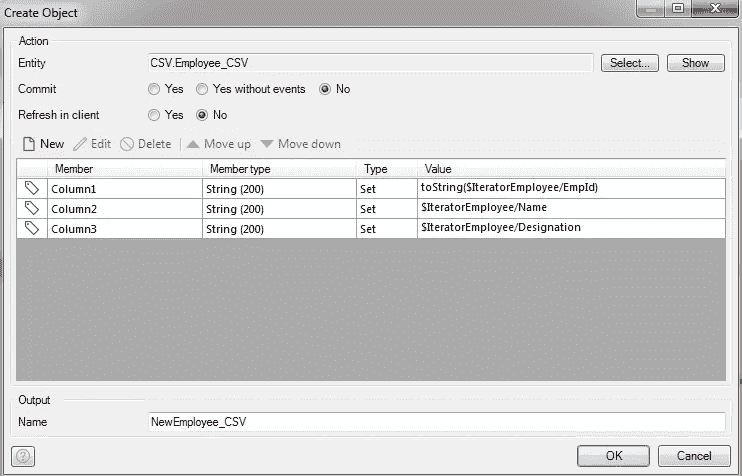 Create Object
Action
Entity CSV.Employee_CSV Select... Show
Commit Yes Yes without events No
Refresh in client Yes No
New Edit Delete Move up Move down
Member Member type Type Value
Column1 String (200) Set toString($IteratorEmployee/EmpId)
Column2 String (200) Set $IteratorEmployee/Name
Column3 String (200) Set $IteratorEmployee/Designation
Output
Name NewEmployee_CSV
? OK Cancel